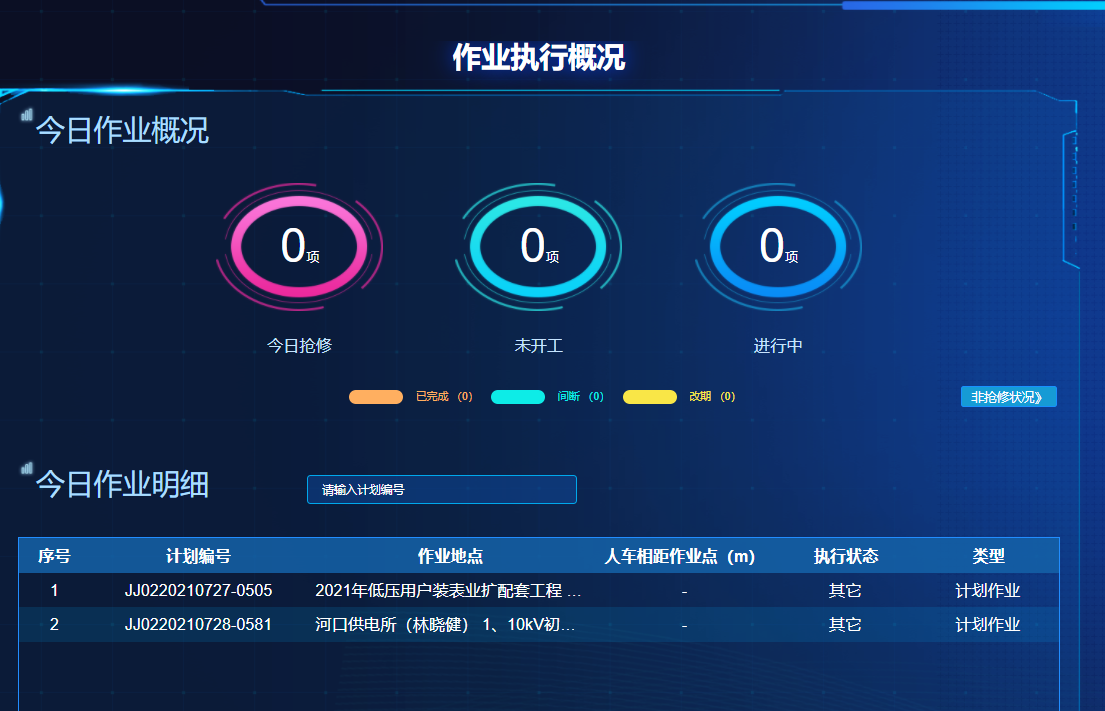 作业执行概况
今日作业概况
0项 0项 0项
今日抢修 未开工 进行中
已完成 (0) 间断 (0) 改期 (0) 非抢修状况》
今日作业明细 请输入计划编号
序号 计划编号 作业地点 人车相距作业点（m） 执行状态 类型
1 JJ0220210727-0505 2021年低压用户装表业扩配套工程 ... - 其它 计划作业
2 JJ0220210728-0581 河口供电所（林晓健） 1、10kV初... - 其它 计划作业